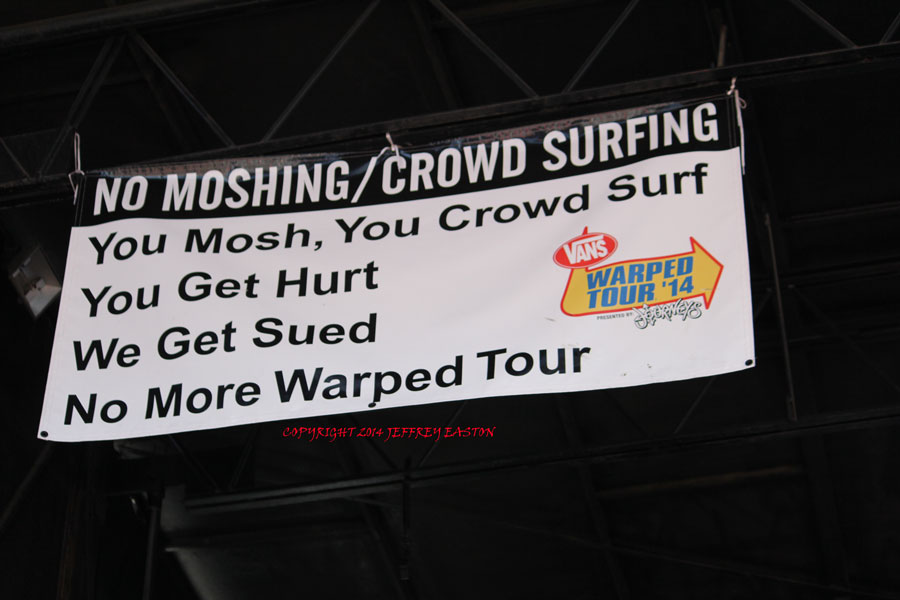 NO MOSHING/CROWD SURFING
You Mosh, You Crowd Surf
You Get Hurt
We Get Sued
No More Warped Tour
VANS
WARPED
TOUR '14
PRESENTED BY:
JOURNEYS
COPYRIGHT 2014 JEFFREY EASTON